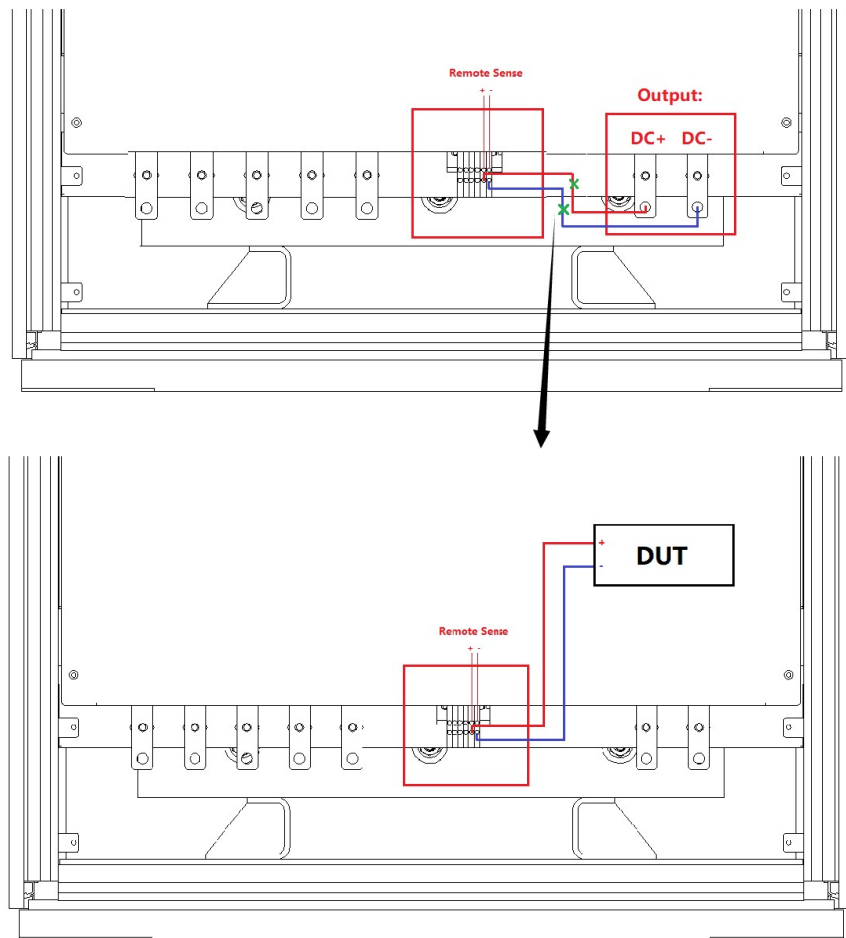 Remote Sense
+ -
Output:
DC+ DC-
+
DUT
-
Remote Sense
+ -